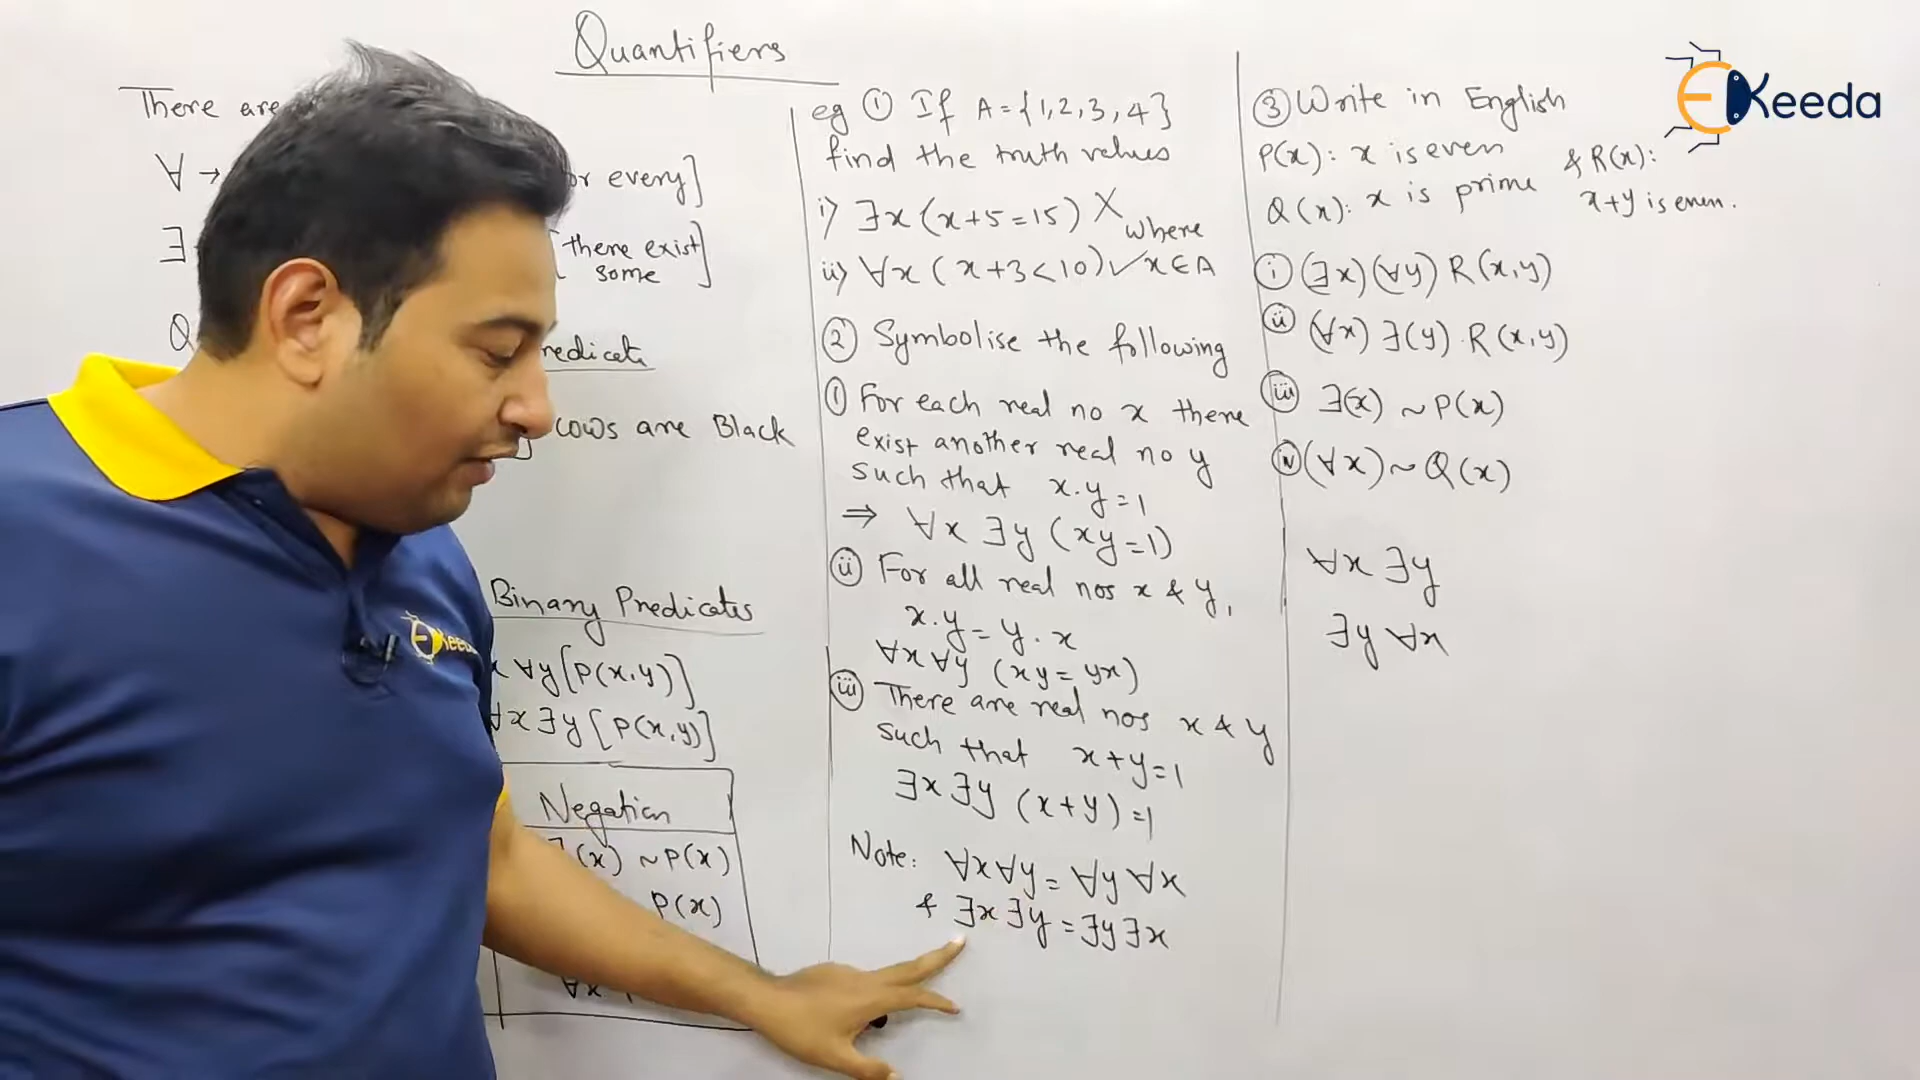 Quantifiers
There are
∀ →
or every]
∃
[there exist
some
Q
redicate
cows are Black
Binary Predicates
x ∀y [P(x,y)]
∀x ∃y [P(x,y)]
Negation
∃(x) ~P(x)
P(x)
∀x
eg ① If A = {1,2,3,4}
find the truth values
i) ∃x (x+5=15) X
where
ii) ∀x (x+3<10) ✓ x∈A
② Symbolise the following
① For each real no x there
exist another real no y
such that x.y=1
⇒ ∀x ∃y (xy=1)
ⓘⓘ For all real nos x & y,
x.y = y.x
∀x ∀y (xy = yx)
ⓘⓘⓘ There are real nos x & y
such that x+y=1
∃x ∃y (x+y)=1
Note: ∀x∀y = ∀y ∀x
& ∃x ∃y = ∃y ∃x
③ Write in English
P(x): x is even & R(x):
Q(x): x is prime x+y is even.
ⓘ (∃x)(∀y) R(x,y)
ⓘⓘ (∀x) ∃(y). R(x,y)
ⓘⓘⓘ ∃(x) ~P(x)
ⓘⓥ (∀x) ~Q(x)
∀x ∃y
∃y ∀x
EKeeda
EKeeda